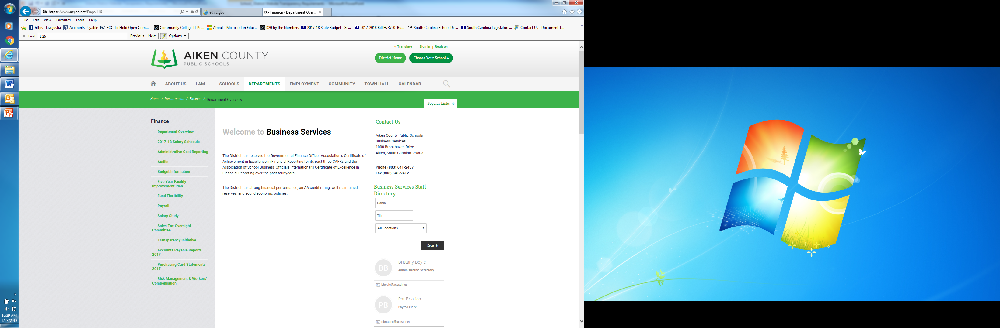 Bb https://www.acpsd.net/Page/116
ed.sc.gov
Bb Finance / Department Over...
File Edit View Favorites Tools Help
J https--law.justia
A Accounts Payable
FC FCC To Hold Open Com...
Community College IT Pri...
About - Microsoft in Educ...
K20 by the Numbers
2017-18 State Budget - Se...
2017-2018 Bill H. 3720, Bu...
South Carolina School Dis...
South Carolina Legislature...
Contact Us - Document T...
Find: 1.26 Previous Next Options
Translate Sign In | Register
AIKEN COUNTY
PUBLIC SCHOOLS
District Home
Choose Your School
ABOUT US I AM ... SCHOOLS DEPARTMENTS EMPLOYMENT COMMUNITY TOWN HALL CALENDAR
Home / Departments / Finance / Department Overview
Popular Links
Finance
Department Overview
2017-18 Salary Schedule
Administrative Cost Reporting
Audits
Budget Information
Five Year Facility
Improvement Plan
Fund Flexibility
Payroll
Salary Study
Sales Tax Oversight
Committee
Transparency Initiative
Accounts Payable Reports
2017
Purchasing Card Statements
2017
Risk Management & Workers'
Compensation
Welcome to Business Services
The District has received the Governmental Finance Officer Association's Certificate of
Achievement in Excellence in Financial Reporting for its past three CAFRs and the
Association of School Business Officials International's Certificate of Excellence in
Financial Reporting over the past four years.
The District has strong financial performance, an AA credit rating, well-maintained
reserves, and sound economic policies.
Contact Us
Aiken County Public Schools
Business Services
1000 Brookhaven Drive
Aiken, South Carolina 29803
Phone (803) 641-2437
Fax (803) 641-2412
Business Services Staff
Directory
Name
Title
All Locations
Search
BB
Brittany Boyle
Administrative Secretary
bboyle@acpsd.net
PB
Pat Briatico
Payroll Clerk
pbriatico@acpsd.net
10:39 AM
1/23/2018